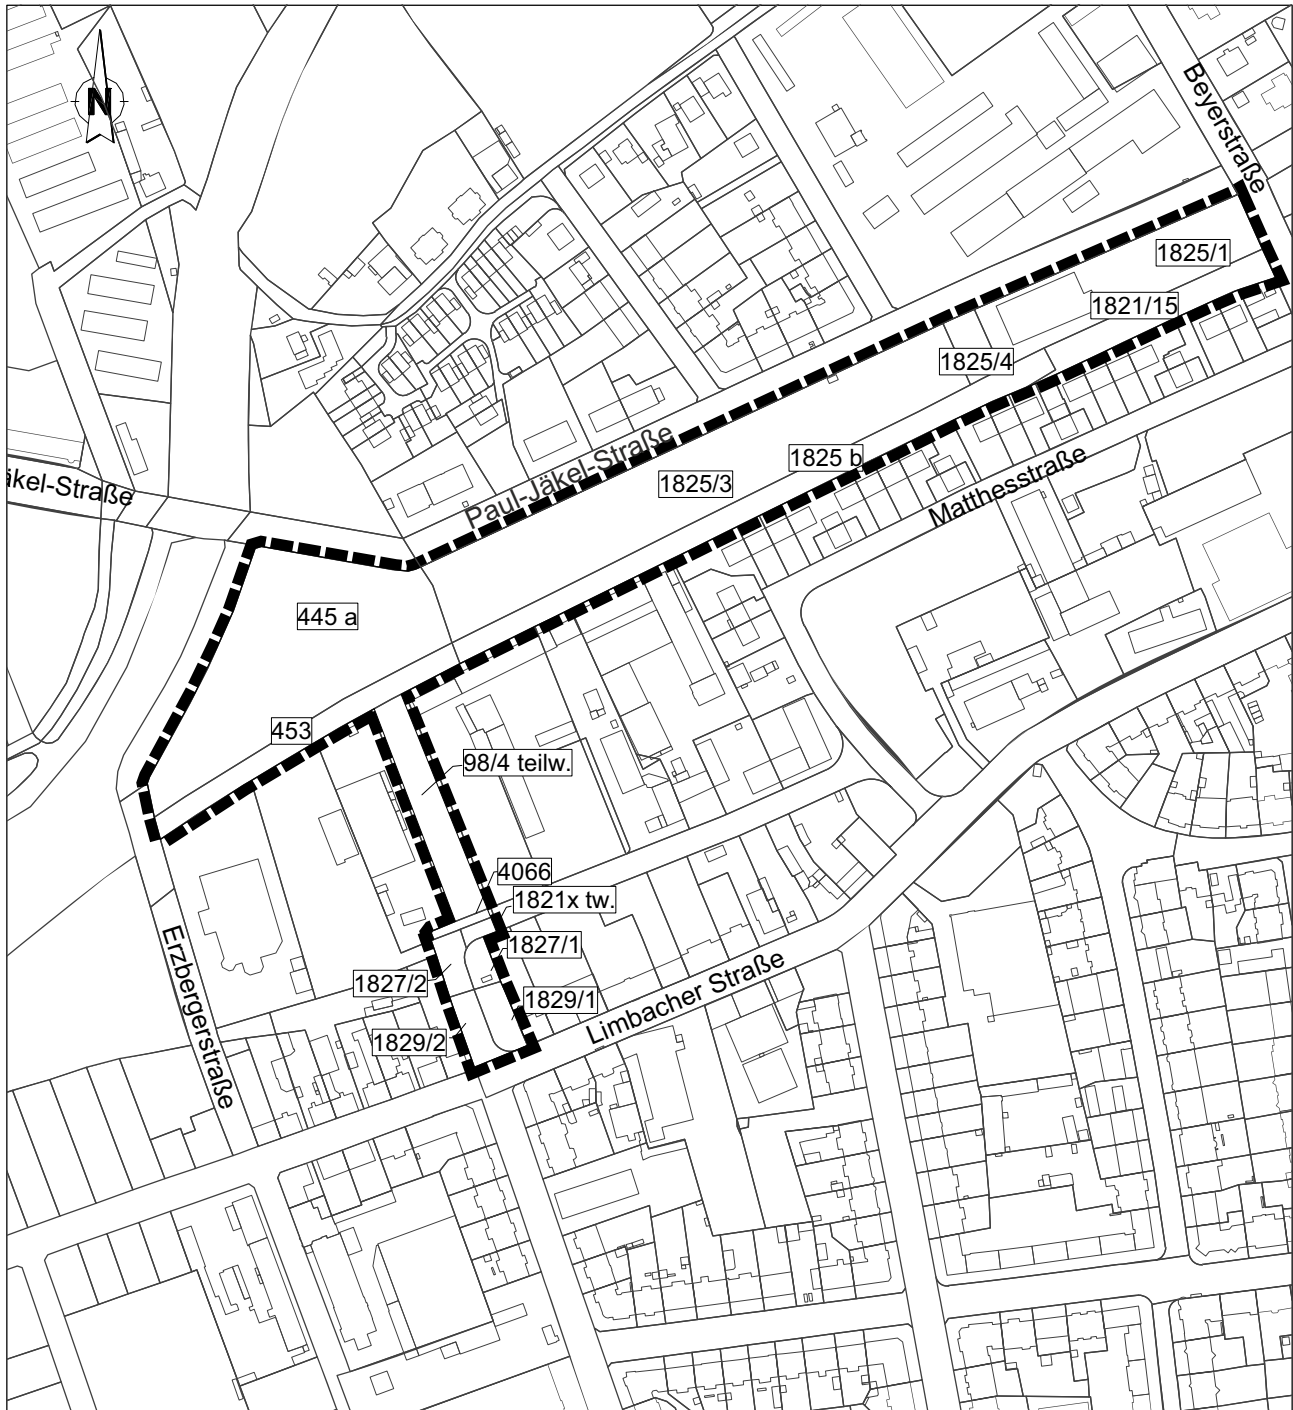 N
Beyerstraße
1825/1
1821/15
1825/4
Paul-Jäkel-Straße
1825 b
1825/3
äkel-Straße
Matthesstraße
445 a
453
98/4 teilw.
4066
1821x tw.
1827/1
Erzbergerstraße
1827/2
Limbacher Straße
1829/1
1829/2